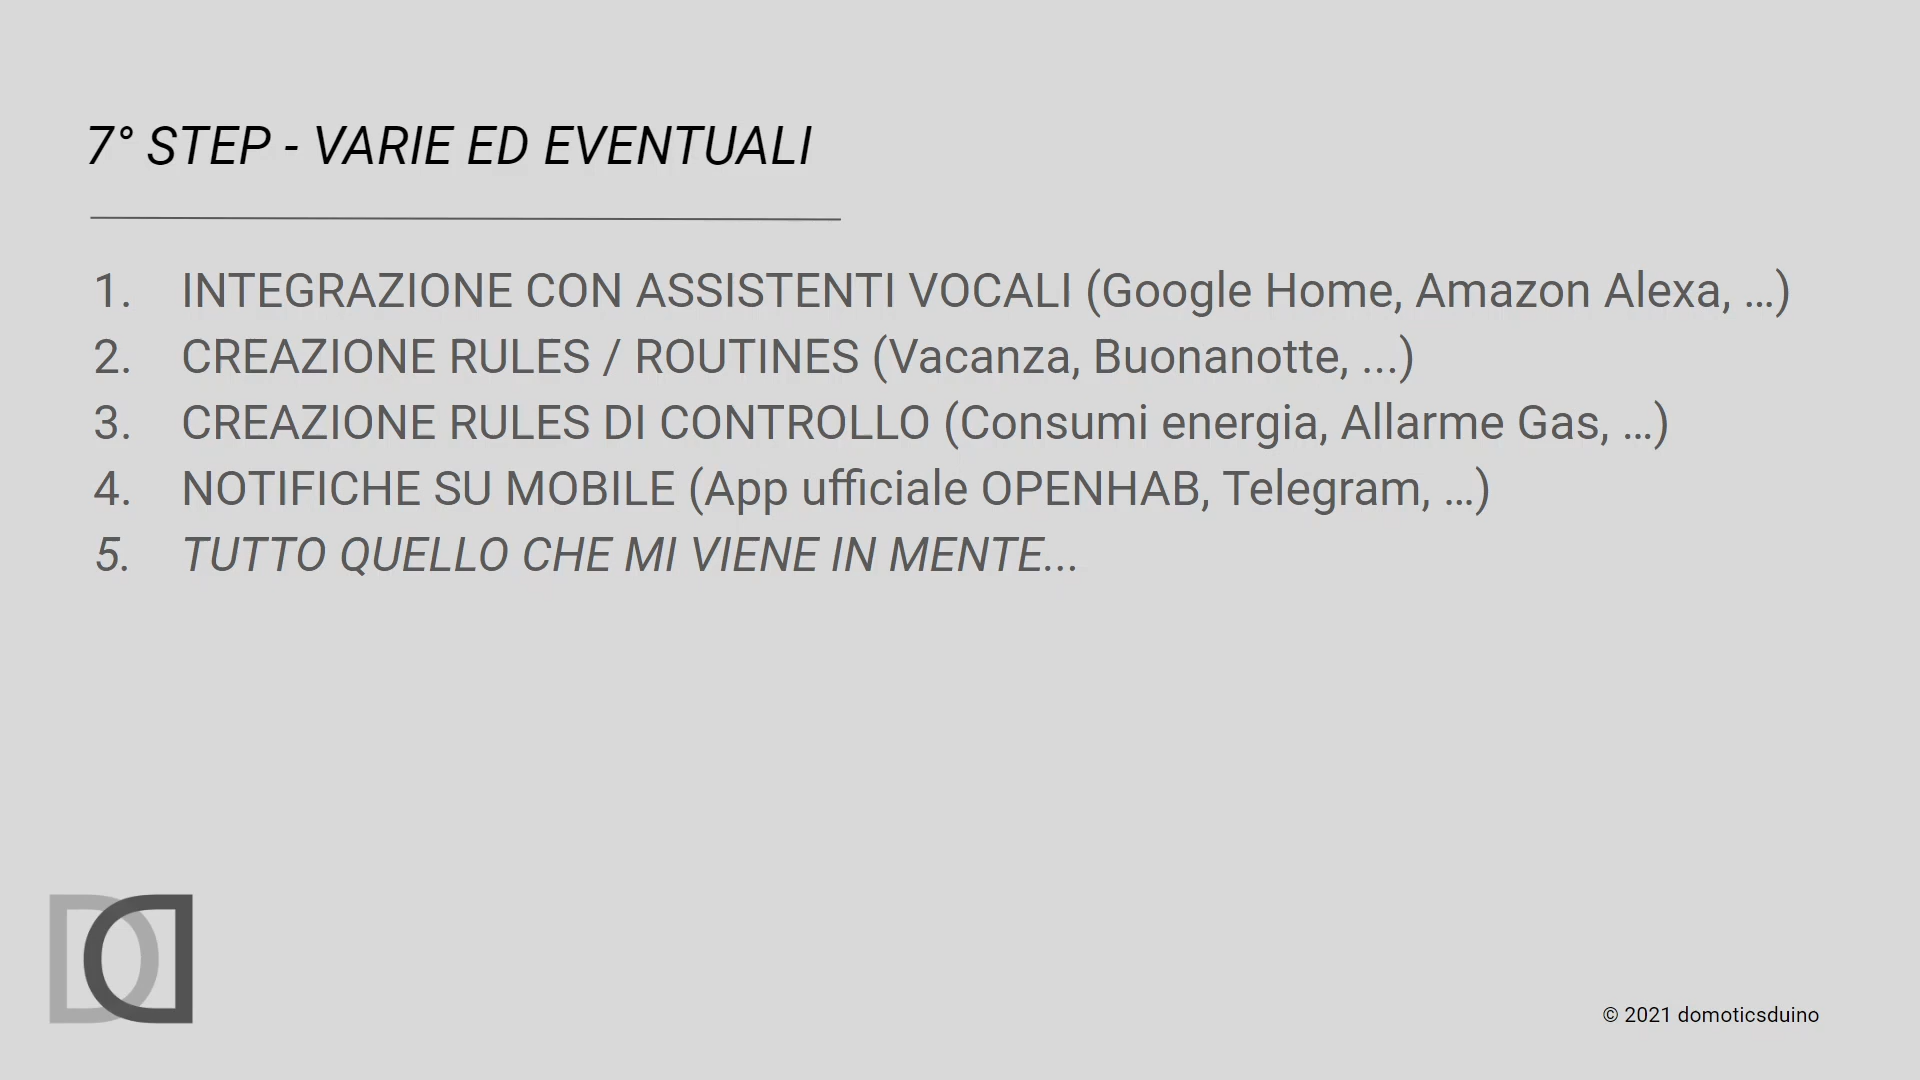 7° STEP - VARIE ED EVENTUALI
1. INTEGRAZIONE CON ASSISTENTI VOCALI (Google Home, Amazon Alexa, …)
2. CREAZIONE RULES / ROUTINES (Vacanza, Buonanotte, ...)
3. CREAZIONE RULES DI CONTROLLO (Consumi energia, Allarme Gas, …)
4. NOTIFICHE SU MOBILE (App ufficiale OPENHAB, Telegram, …)
5. TUTTO QUELLO CHE MI VIENE IN MENTE...
© 2021 domoticsduino